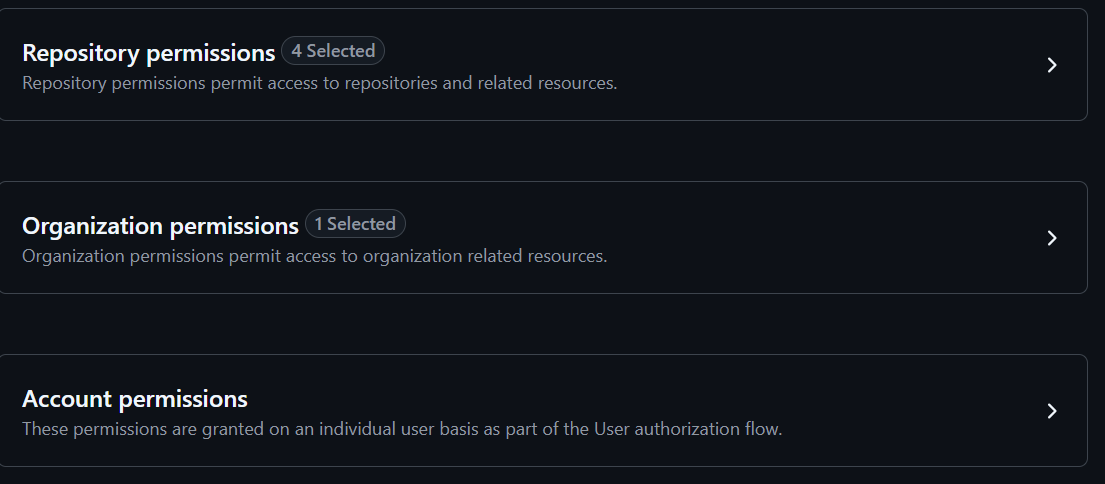 Repository permissions 4 Selected
Repository permissions permit access to repositories and related resources.
Organization permissions 1 Selected
Organization permissions permit access to organization related resources.
Account permissions
These permissions are granted on an individual user basis as part of the User authorization flow.